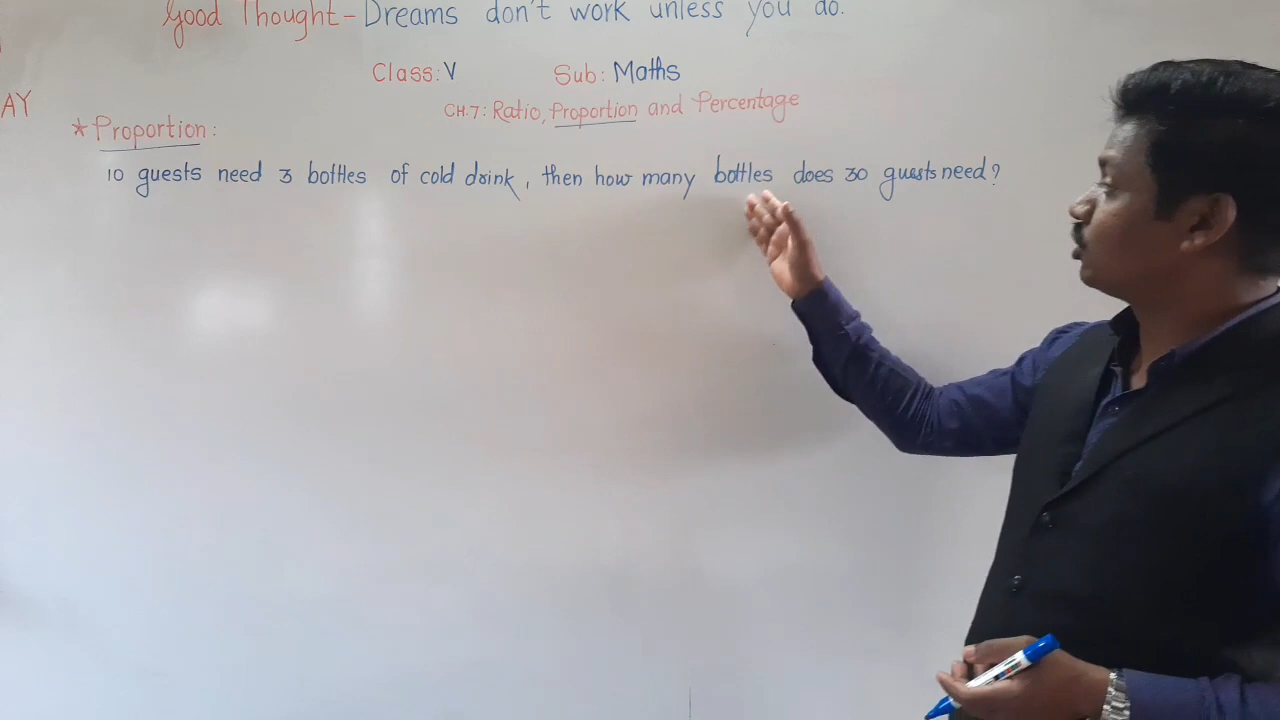 Good Thought- Dreams don't work unless you do.
Class: V Sub: Maths
AY
CH.7: Ratio, Proportion and Percentage
*Proportion:
10 guests need 3 bottles of cold drink, then how many bottles does 30 guests need?